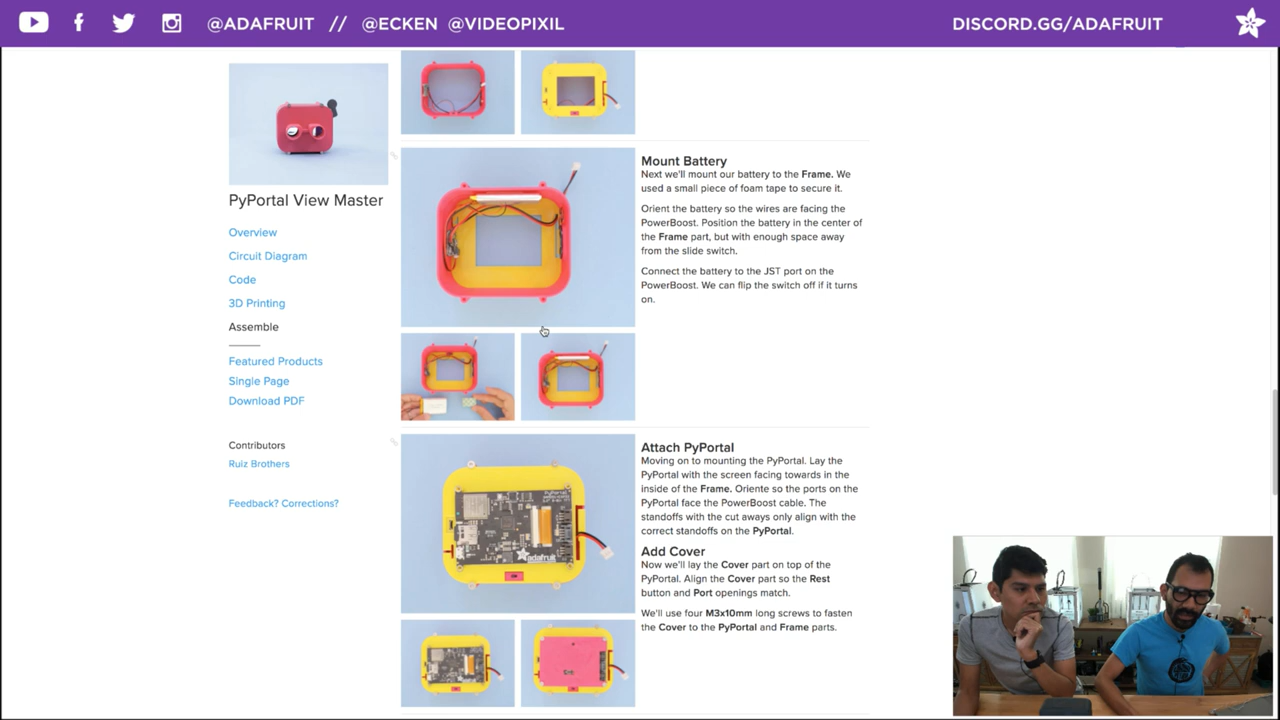 @ADAFRUIT // @ECKEN @VIDEOPIXIL
DISCORD.GG/ADAFRUIT
PyPortal View Master
Overview
Circuit Diagram
Code
3D Printing
Assemble
Featured Products
Single Page
Download PDF
Contributors
Ruiz Brothers
Feedback? Corrections?
Mount Battery
Next we'll mount our battery to the Frame. We
used a small piece of foam tape to secure it.
Orient the battery so the wires are facing the
PowerBoost. Position the battery in the center of
the Frame part, but with enough space away
from the slide switch.
Connect the battery to the JST port on the
PowerBoost. We can flip the switch off if it turns
on.
Attach PyPortal
Moving on to mounting the PyPortal. Lay the
PyPortal with the screen facing towards in the
inside of the Frame. Oriente so the ports on the
PyPortal face the PowerBoost cable. The
standoffs with the cut aways only align with the
correct standoffs on the PyPortal.
Add Cover
Now we'll lay the Cover part on top of the
PyPortal. Align the Cover part so the Rest
button and Port openings match.
We'll use four M3x10mm long screws to fasten
the Cover to the PyPortal and Frame parts.
PyPortal
adafruit